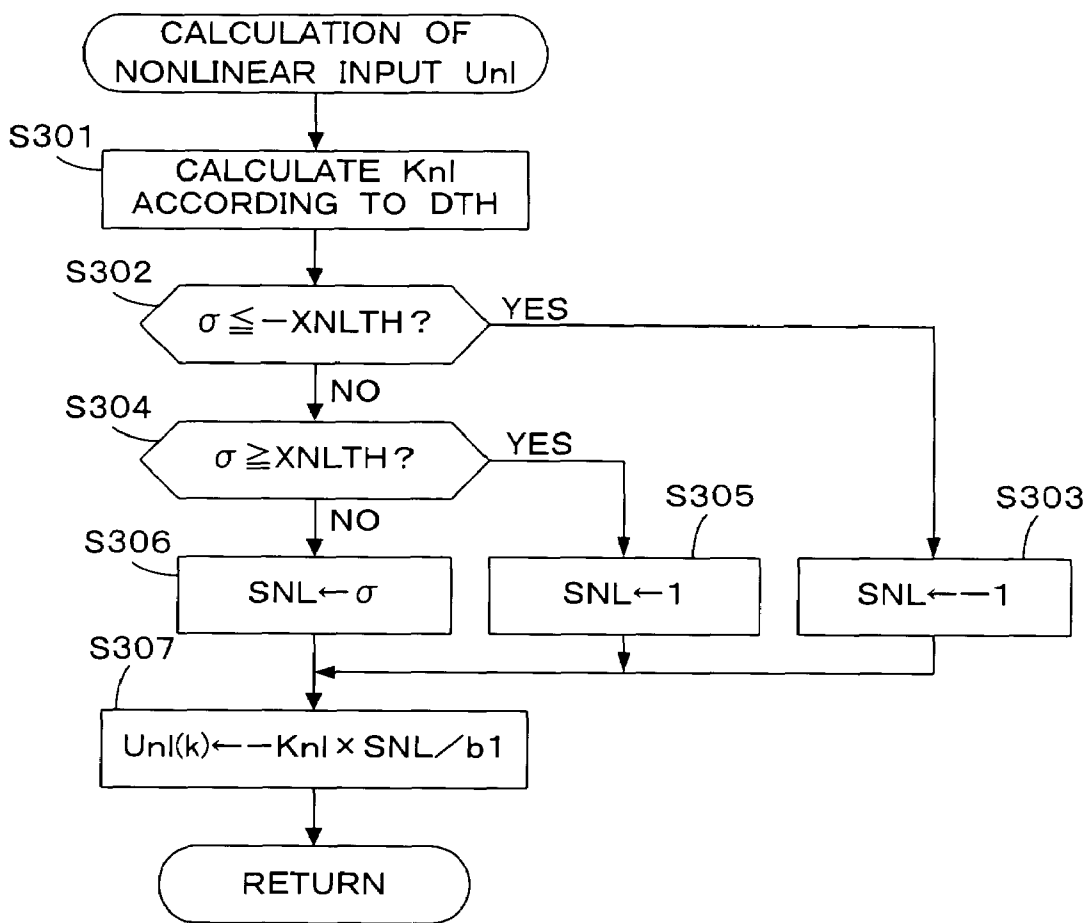 CALCULATION OF
NONLINEAR INPUT Unl
S301
CALCULATE Knl
ACCORDING TO DTH
S302
σ≦−XNLTH?
YES
NO
S304
σ≧XNLTH?
YES
NO
S305
S303
S306
SNL←σ
SNL←1
SNL←−1
S307
Unl(k)←−Knl×SNL/b1
RETURN